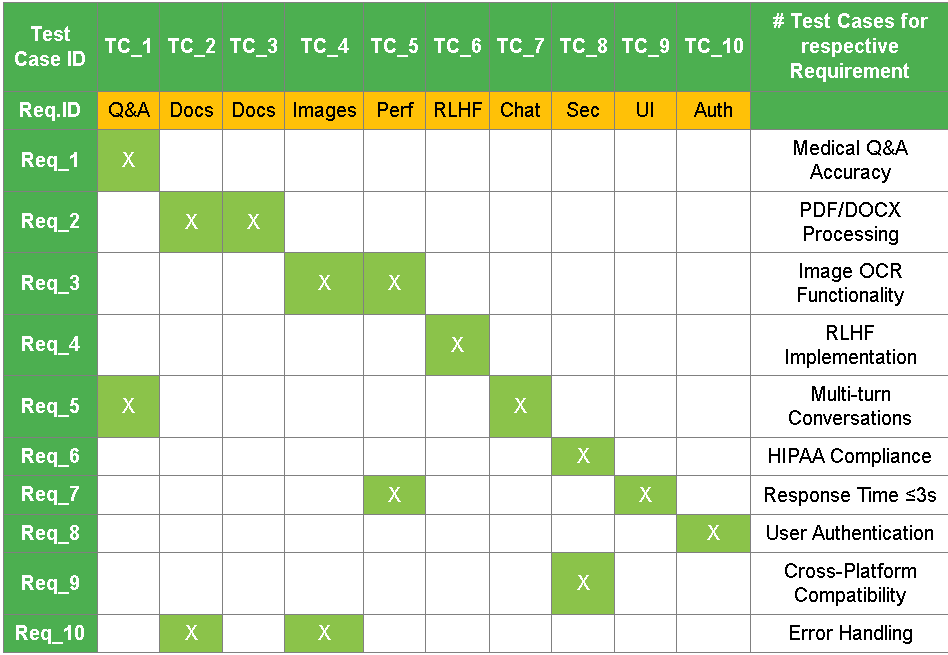 Test Case ID TC_1 TC_2 TC_3 TC_4 TC_5 TC_6 TC_7 TC_8 TC_9 TC_10 # Test Cases for respective Requirement
Req.ID Q&A Docs Docs Images Perf RLHF Chat Sec UI Auth
Req_1 X Medical Q&A Accuracy
Req_2 X X PDF/DOCX Processing
Req_3 X X Image OCR Functionality
Req_4 X RLHF Implementation
Req_5 X X Multi-turn Conversations
Req_6 X HIPAA Compliance
Req_7 X X Response Time ≤3s
Req_8 X User Authentication
Req_9 X Cross-Platform Compatibility
Req_10 X X Error Handling